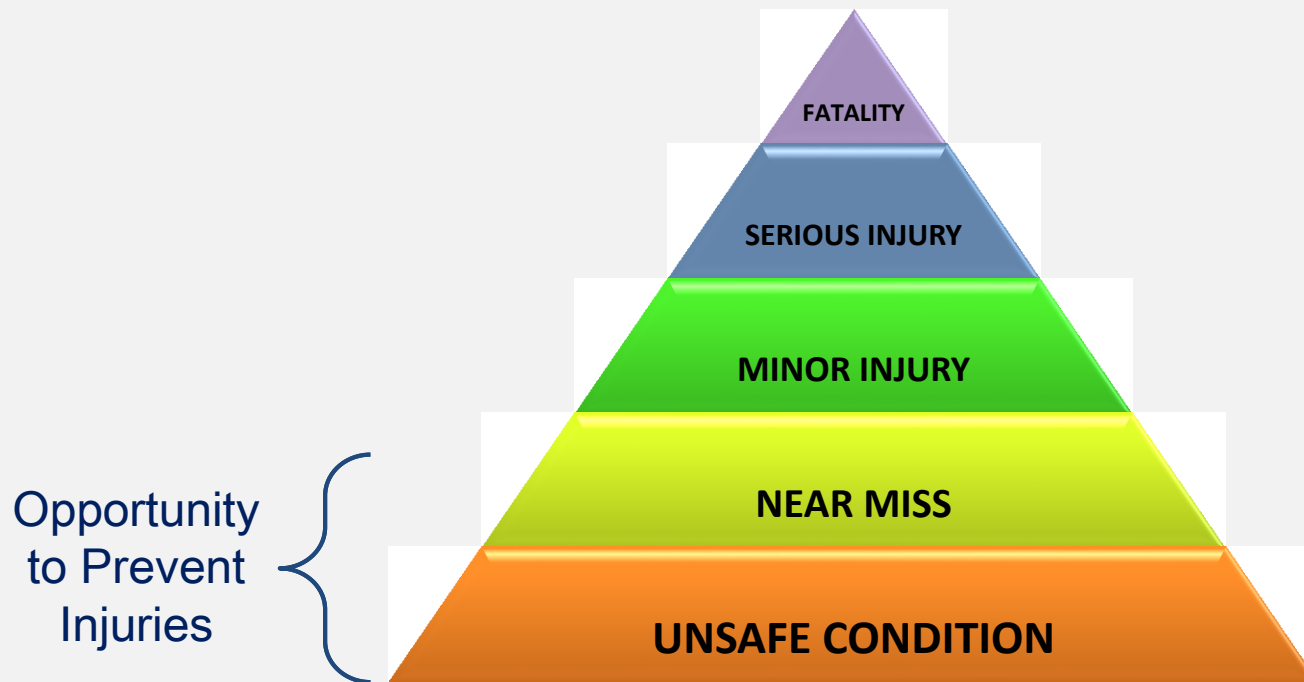 FATALITY
SERIOUS INJURY
MINOR INJURY
NEAR MISS
UNSAFE CONDITION
Opportunity
to Prevent
Injuries